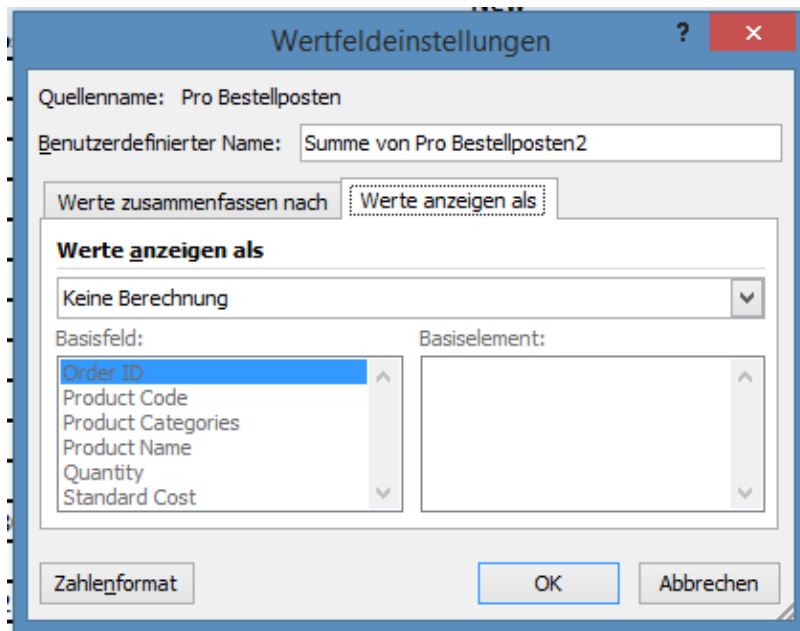 Wertfeldeinstellungen
?
Quellenname: Pro Bestellposten
Benutzerdefinierter Name: Summe von Pro Bestellposten2
Werte zusammenfassen nach
Werte anzeigen als
Werte anzeigen als
Keine Berechnung
Basisfeld:
Basiselement:
Order ID
Product Code
Product Categories
Product Name
Quantity
Standard Cost
Zahlenformat
OK
Abbrechen